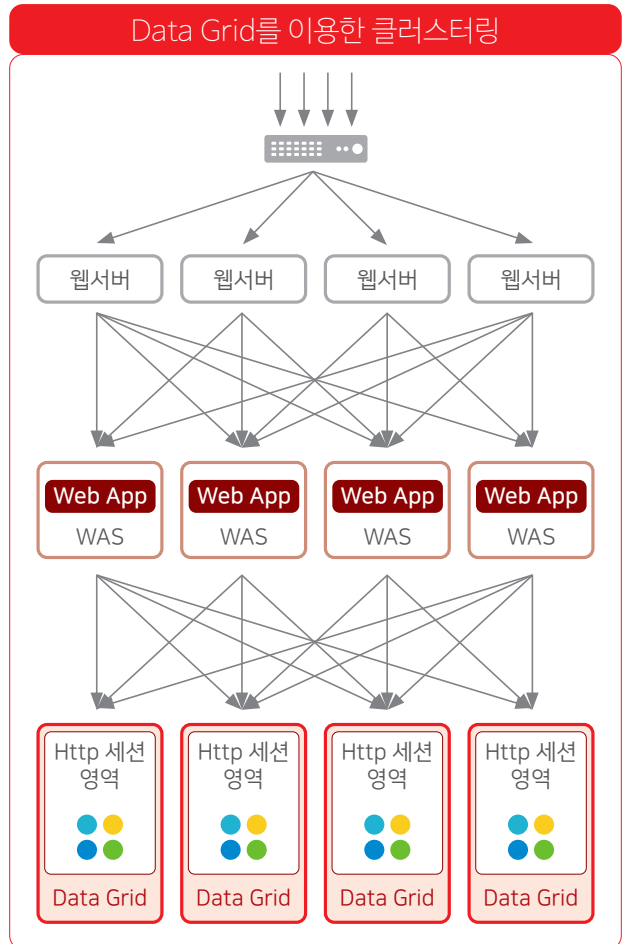 Data Grid를 이용한 클러스터링
웹서버
웹서버
웹서버
웹서버
Web App
WAS
Web App
WAS
Web App
WAS
Web App
WAS
Http 세션
영역
Data Grid
Http 세션
영역
Data Grid
Http 세션
영역
Data Grid
Http 세션
영역
Data Grid